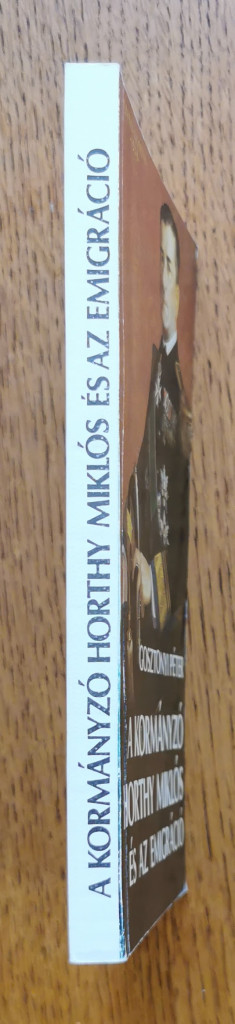 A KORMÁNYZÓ HORTHY MIKLÓS ÉS AZ EMIGRÁCIÓ
GOSZTONYI PÉTER
A KORMÁNYZÓ
HORTHY MIKLÓS
ÉS AZ EMIGRÁCIÓ